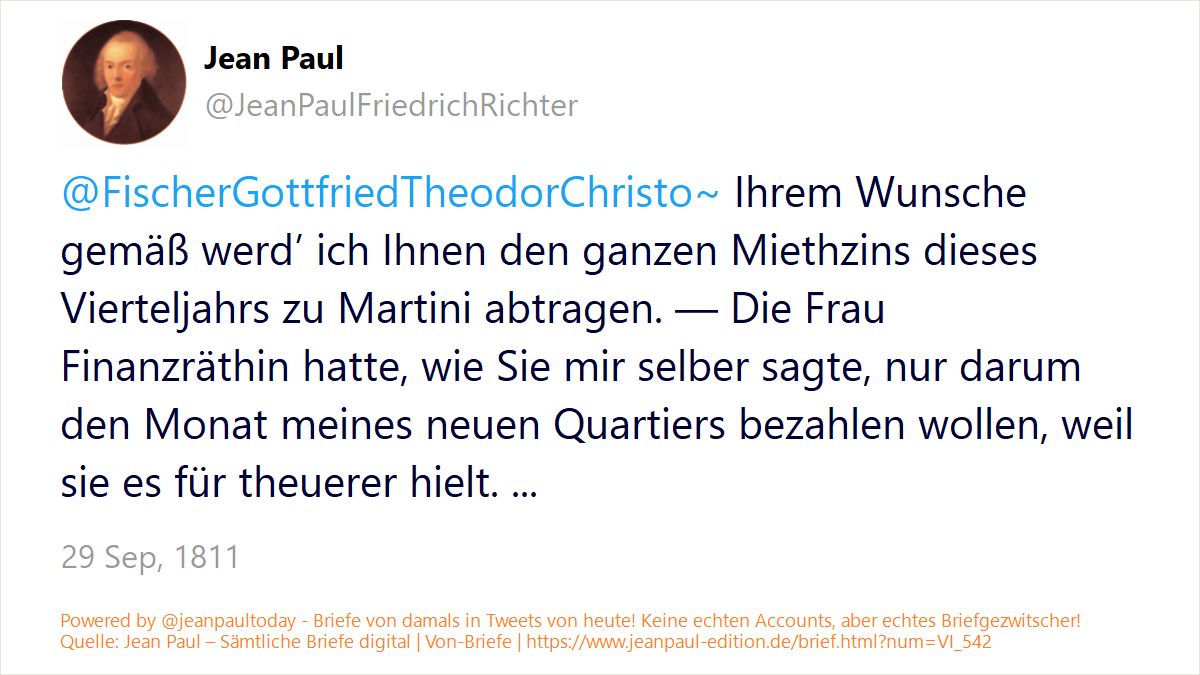 Jean Paul
@JeanPaulFriedrichRichter
@FischerGottfriedTheodorChristo~ Ihrem Wunsche
gemäß werd’ ich Ihnen den ganzen Miethzins dieses
Vierteljahrs zu Martini abtragen. — Die Frau
Finanzräthin hatte, wie Sie mir selber sagte, nur darum
den Monat meines neuen Quartiers bezahlen wollen, weil
sie es für theuerer hielt. ...
29 Sep, 1811
Powered by @jeanpaultoday - Briefe von damals in Tweets von heute! Keine echten Accounts, aber echtes Briefgezwitscher!
Quelle: Jean Paul – Sämtliche Briefe digital | Von-Briefe | https://www.jeanpaul-edition.de/brief.html?num=VI_542